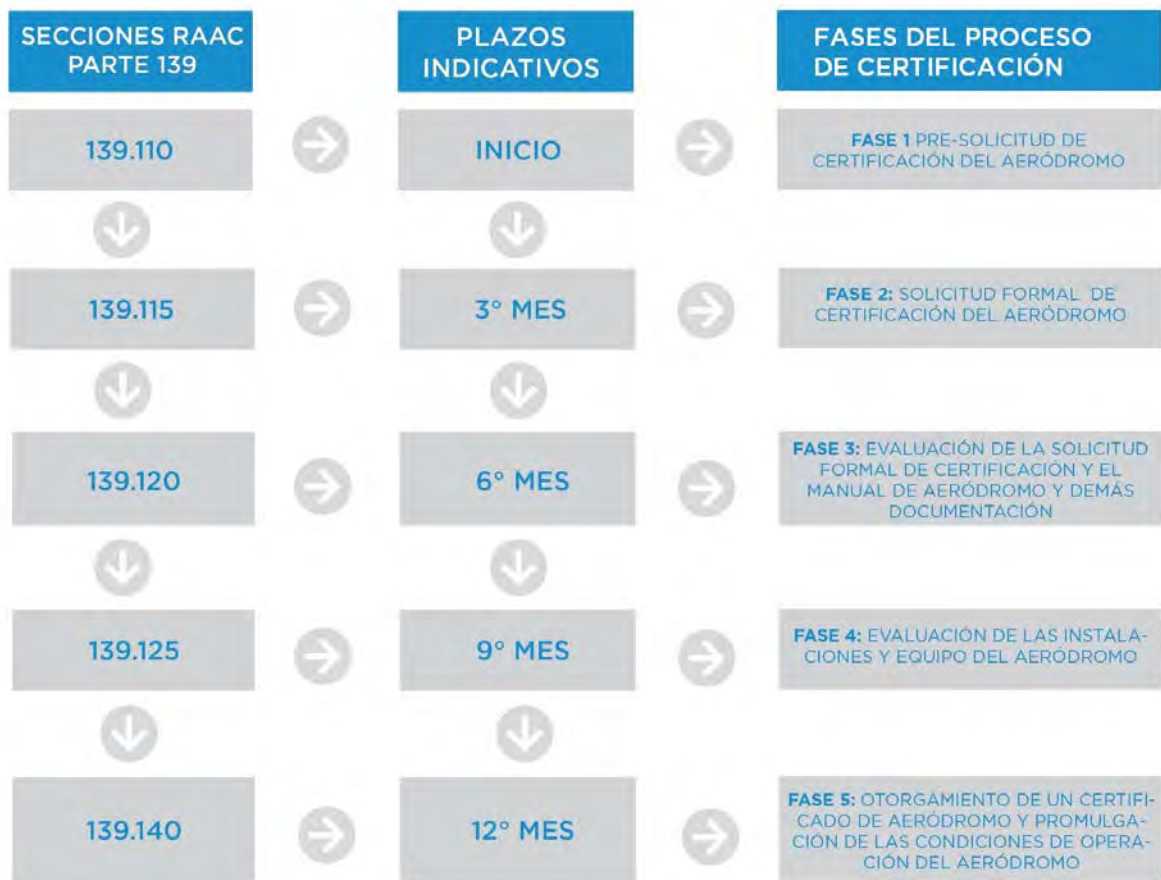 SECCIONES RAAC
PARTE 139
PLAZOS
INDICATIVOS
FASES DEL PROCESO
DE CERTIFICACIÓN
139.110
INICIO
FASE 1 PRE-SOLICITUD DE
CERTIFICACIÓN DEL AERÓDROMO
139.115
3° MES
FASE 2: SOLICITUD FORMAL DE
CERTIFICACIÓN DEL AERÓDROMO
139.120
6° MES
FASE 3: EVALUACIÓN DE LA SOLICITUD
FORMAL DE CERTIFICACIÓN Y EL
MANUAL DE AERÓDROMO Y DEMÁS
DOCUMENTACIÓN
139.125
9° MES
FASE 4: EVALUACIÓN DE LAS INSTALA-
CIONES Y EQUIPO DEL AERÓDROMO
139.140
12° MES
FASE 5: OTORGAMIENTO DE UN CERTIFI-
CADO DE AERÓDROMO Y PROMULGA-
CIÓN DE LAS CONDICIONES DE OPERA-
CIÓN DEL AERÓDROMO